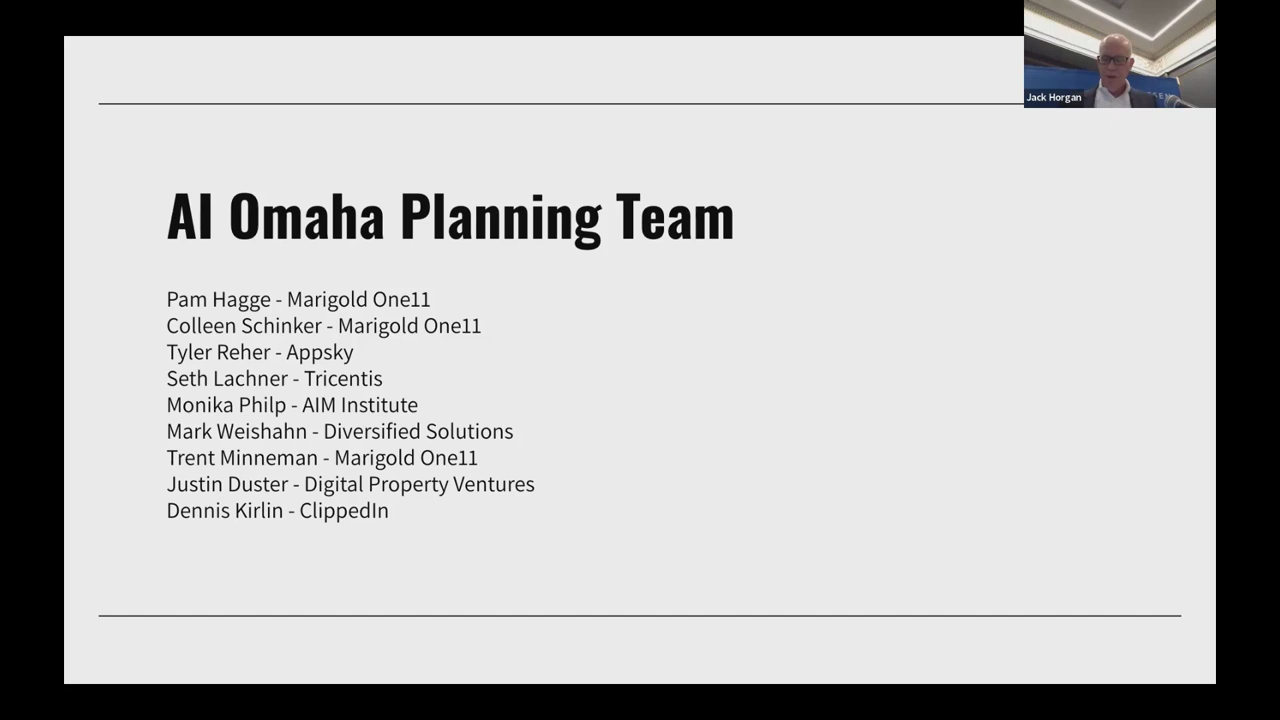 Jack Horgan
AI Omaha Planning Team
Pam Hagge - Marigold One11
Colleen Schinker - Marigold One11
Tyler Reher - Appsky
Seth Lachner - Tricentis
Monika Philp - AIM Institute
Mark Weishahn - Diversified Solutions
Trent Minneman - Marigold One11
Justin Duster - Digital Property Ventures
Dennis Kirlin - ClippedIn